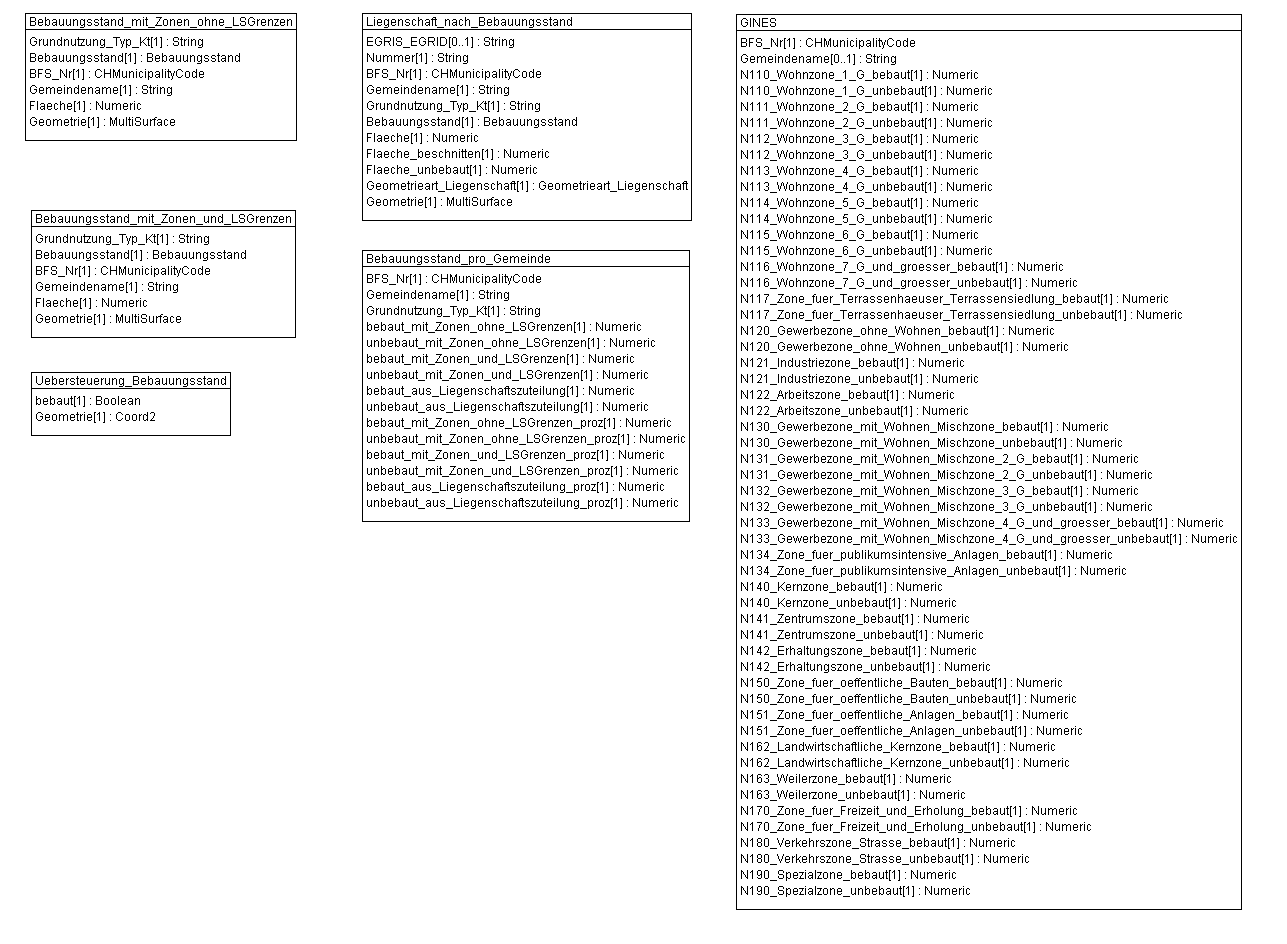 Bebauungsstand_mit_Zonen_ohne_LSGrenzen
Grundnutzung_Typ_Kt[1] : String
Bebauungsstand[1] : Bebauungsstand
BFS_Nr[1] : CHMunicipalityCode
Gemeindename[1] : String
Flaeche[1] : Numeric
Geometrie[1] : MultiSurface
Bebauungsstand_mit_Zonen_und_LSGrenzen
Grundnutzung_Typ_Kt[1] : String
Bebauungsstand[1] : Bebauungsstand
BFS_Nr[1] : CHMunicipalityCode
Gemeindename[1] : String
Flaeche[1] : Numeric
Geometrie[1] : MultiSurface
Uebersteuerung_Bebauungsstand
bebaut[1] : Boolean
Geometrie[1] : Coord2
Liegenschaft_nach_Bebauungsstand
EGRIS_EGRID[0..1] : String
Nummer[1] : String
BFS_Nr[1] : CHMunicipalityCode
Gemeindename[1] : String
Grundnutzung_Typ_Kt[1] : String
Bebauungsstand[1] : Bebauungsstand
Flaeche[1] : Numeric
Flaeche_beschnitten[1] : Numeric
Flaeche_unbebaut[1] : Numeric
Geometrieart_Liegenschaft[1] : Geometrieart_Liegenschaft
Geometrie[1] : MultiSurface
Bebauungsstand_pro_Gemeinde
BFS_Nr[1] : CHMunicipalityCode
Gemeindename[1] : String
Grundnutzung_Typ_Kt[1] : String
bebaut_mit_Zonen_ohne_LSGrenzen[1] : Numeric
unbebaut_mit_Zonen_ohne_LSGrenzen[1] : Numeric
bebaut_mit_Zonen_und_LSGrenzen[1] : Numeric
unbebaut_mit_Zonen_und_LSGrenzen[1] : Numeric
bebaut_aus_Liegenschaftszuteilung[1] : Numeric
unbebaut_aus_Liegenschaftszuteilung[1] : Numeric
bebaut_mit_Zonen_ohne_LSGrenzen_proz[1] : Numeric
unbebaut_mit_Zonen_ohne_LSGrenzen_proz[1] : Numeric
bebaut_mit_Zonen_und_LSGrenzen_proz[1] : Numeric
unbebaut_mit_Zonen_und_LSGrenzen_proz[1] : Numeric
bebaut_aus_Liegenschaftszuteilung_proz[1] : Numeric
unbebaut_aus_Liegenschaftszuteilung_proz[1] : Numeric
GINES
BFS_Nr[1] : CHMunicipalityCode
Gemeindename[0..1] : String
N110_Wohnzone_1_G_bebaut[1] : Numeric
N110_Wohnzone_1_G_unbebaut[1] : Numeric
N111_Wohnzone_2_G_bebaut[1] : Numeric
N111_Wohnzone_2_G_unbebaut[1] : Numeric
N112_Wohnzone_3_G_bebaut[1] : Numeric
N112_Wohnzone_3_G_unbebaut[1] : Numeric
N113_Wohnzone_4_G_bebaut[1] : Numeric
N113_Wohnzone_4_G_unbebaut[1] : Numeric
N114_Wohnzone_5_G_bebaut[1] : Numeric
N114_Wohnzone_5_G_unbebaut[1] : Numeric
N115_Wohnzone_6_G_bebaut[1] : Numeric
N115_Wohnzone_6_G_unbebaut[1] : Numeric
N116_Wohnzone_7_G_und_groesser_bebaut[1] : Numeric
N116_Wohnzone_7_G_und_groesser_unbebaut[1] : Numeric
N117_Zone_fuer_Terrassenhaeuser_Terrassensiedlung_bebaut[1] : Numeric
N117_Zone_fuer_Terrassenhaeuser_Terrassensiedlung_unbebaut[1] : Numeric
N120_Gewerbezone_ohne_Wohnen_bebaut[1] : Numeric
N120_Gewerbezone_ohne_Wohnen_unbebaut[1] : Numeric
N121_Industriezone_bebaut[1] : Numeric
N121_Industriezone_unbebaut[1] : Numeric
N122_Arbeitszone_bebaut[1] : Numeric
N122_Arbeitszone_unbebaut[1] : Numeric
N130_Gewerbezone_mit_Wohnen_Mischzone_bebaut[1] : Numeric
N130_Gewerbezone_mit_Wohnen_Mischzone_unbebaut[1] : Numeric
N131_Gewerbezone_mit_Wohnen_Mischzone_2_G_bebaut[1] : Numeric
N131_Gewerbezone_mit_Wohnen_Mischzone_2_G_unbebaut[1] : Numeric
N132_Gewerbezone_mit_Wohnen_Mischzone_3_G_bebaut[1] : Numeric
N132_Gewerbezone_mit_Wohnen_Mischzone_3_G_unbebaut[1] : Numeric
N133_Gewerbezone_mit_Wohnen_Mischzone_4_G_und_groesser_bebaut[1] : Numeric
N133_Gewerbezone_mit_Wohnen_Mischzone_4_G_und_groesser_unbebaut[1] : Numeric
N134_Zone_fuer_publikumsintensive_Anlagen_bebaut[1] : Numeric
N134_Zone_fuer_publikumsintensive_Anlagen_unbebaut[1] : Numeric
N140_Kernzone_bebaut[1] : Numeric
N140_Kernzone_unbebaut[1] : Numeric
N141_Zentrumszone_bebaut[1] : Numeric
N141_Zentrumszone_unbebaut[1] : Numeric
N142_Erhaltungszone_bebaut[1] : Numeric
N142_Erhaltungszone_unbebaut[1] : Numeric
N150_Zone_fuer_oeffentliche_Bauten_bebaut[1] : Numeric
N150_Zone_fuer_oeffentliche_Bauten_unbebaut[1] : Numeric
N151_Zone_fuer_oeffentliche_Anlagen_bebaut[1] : Numeric
N151_Zone_fuer_oeffentliche_Anlagen_unbebaut[1] : Numeric
N162_Landwirtschaftliche_Kernzone_bebaut[1] : Numeric
N162_Landwirtschaftliche_Kernzone_unbebaut[1] : Numeric
N163_Weilerzone_bebaut[1] : Numeric
N163_Weilerzone_unbebaut[1] : Numeric
N170_Zone_fuer_Freizeit_und_Erholung_bebaut[1] : Numeric
N170_Zone_fuer_Freizeit_und_Erholung_unbebaut[1] : Numeric
N180_Verkehrszone_Strasse_bebaut[1] : Numeric
N180_Verkehrszone_Strasse_unbebaut[1] : Numeric
N190_Spezialzone_bebaut[1] : Numeric
N190_Spezialzone_unbebaut[1] : Numeric